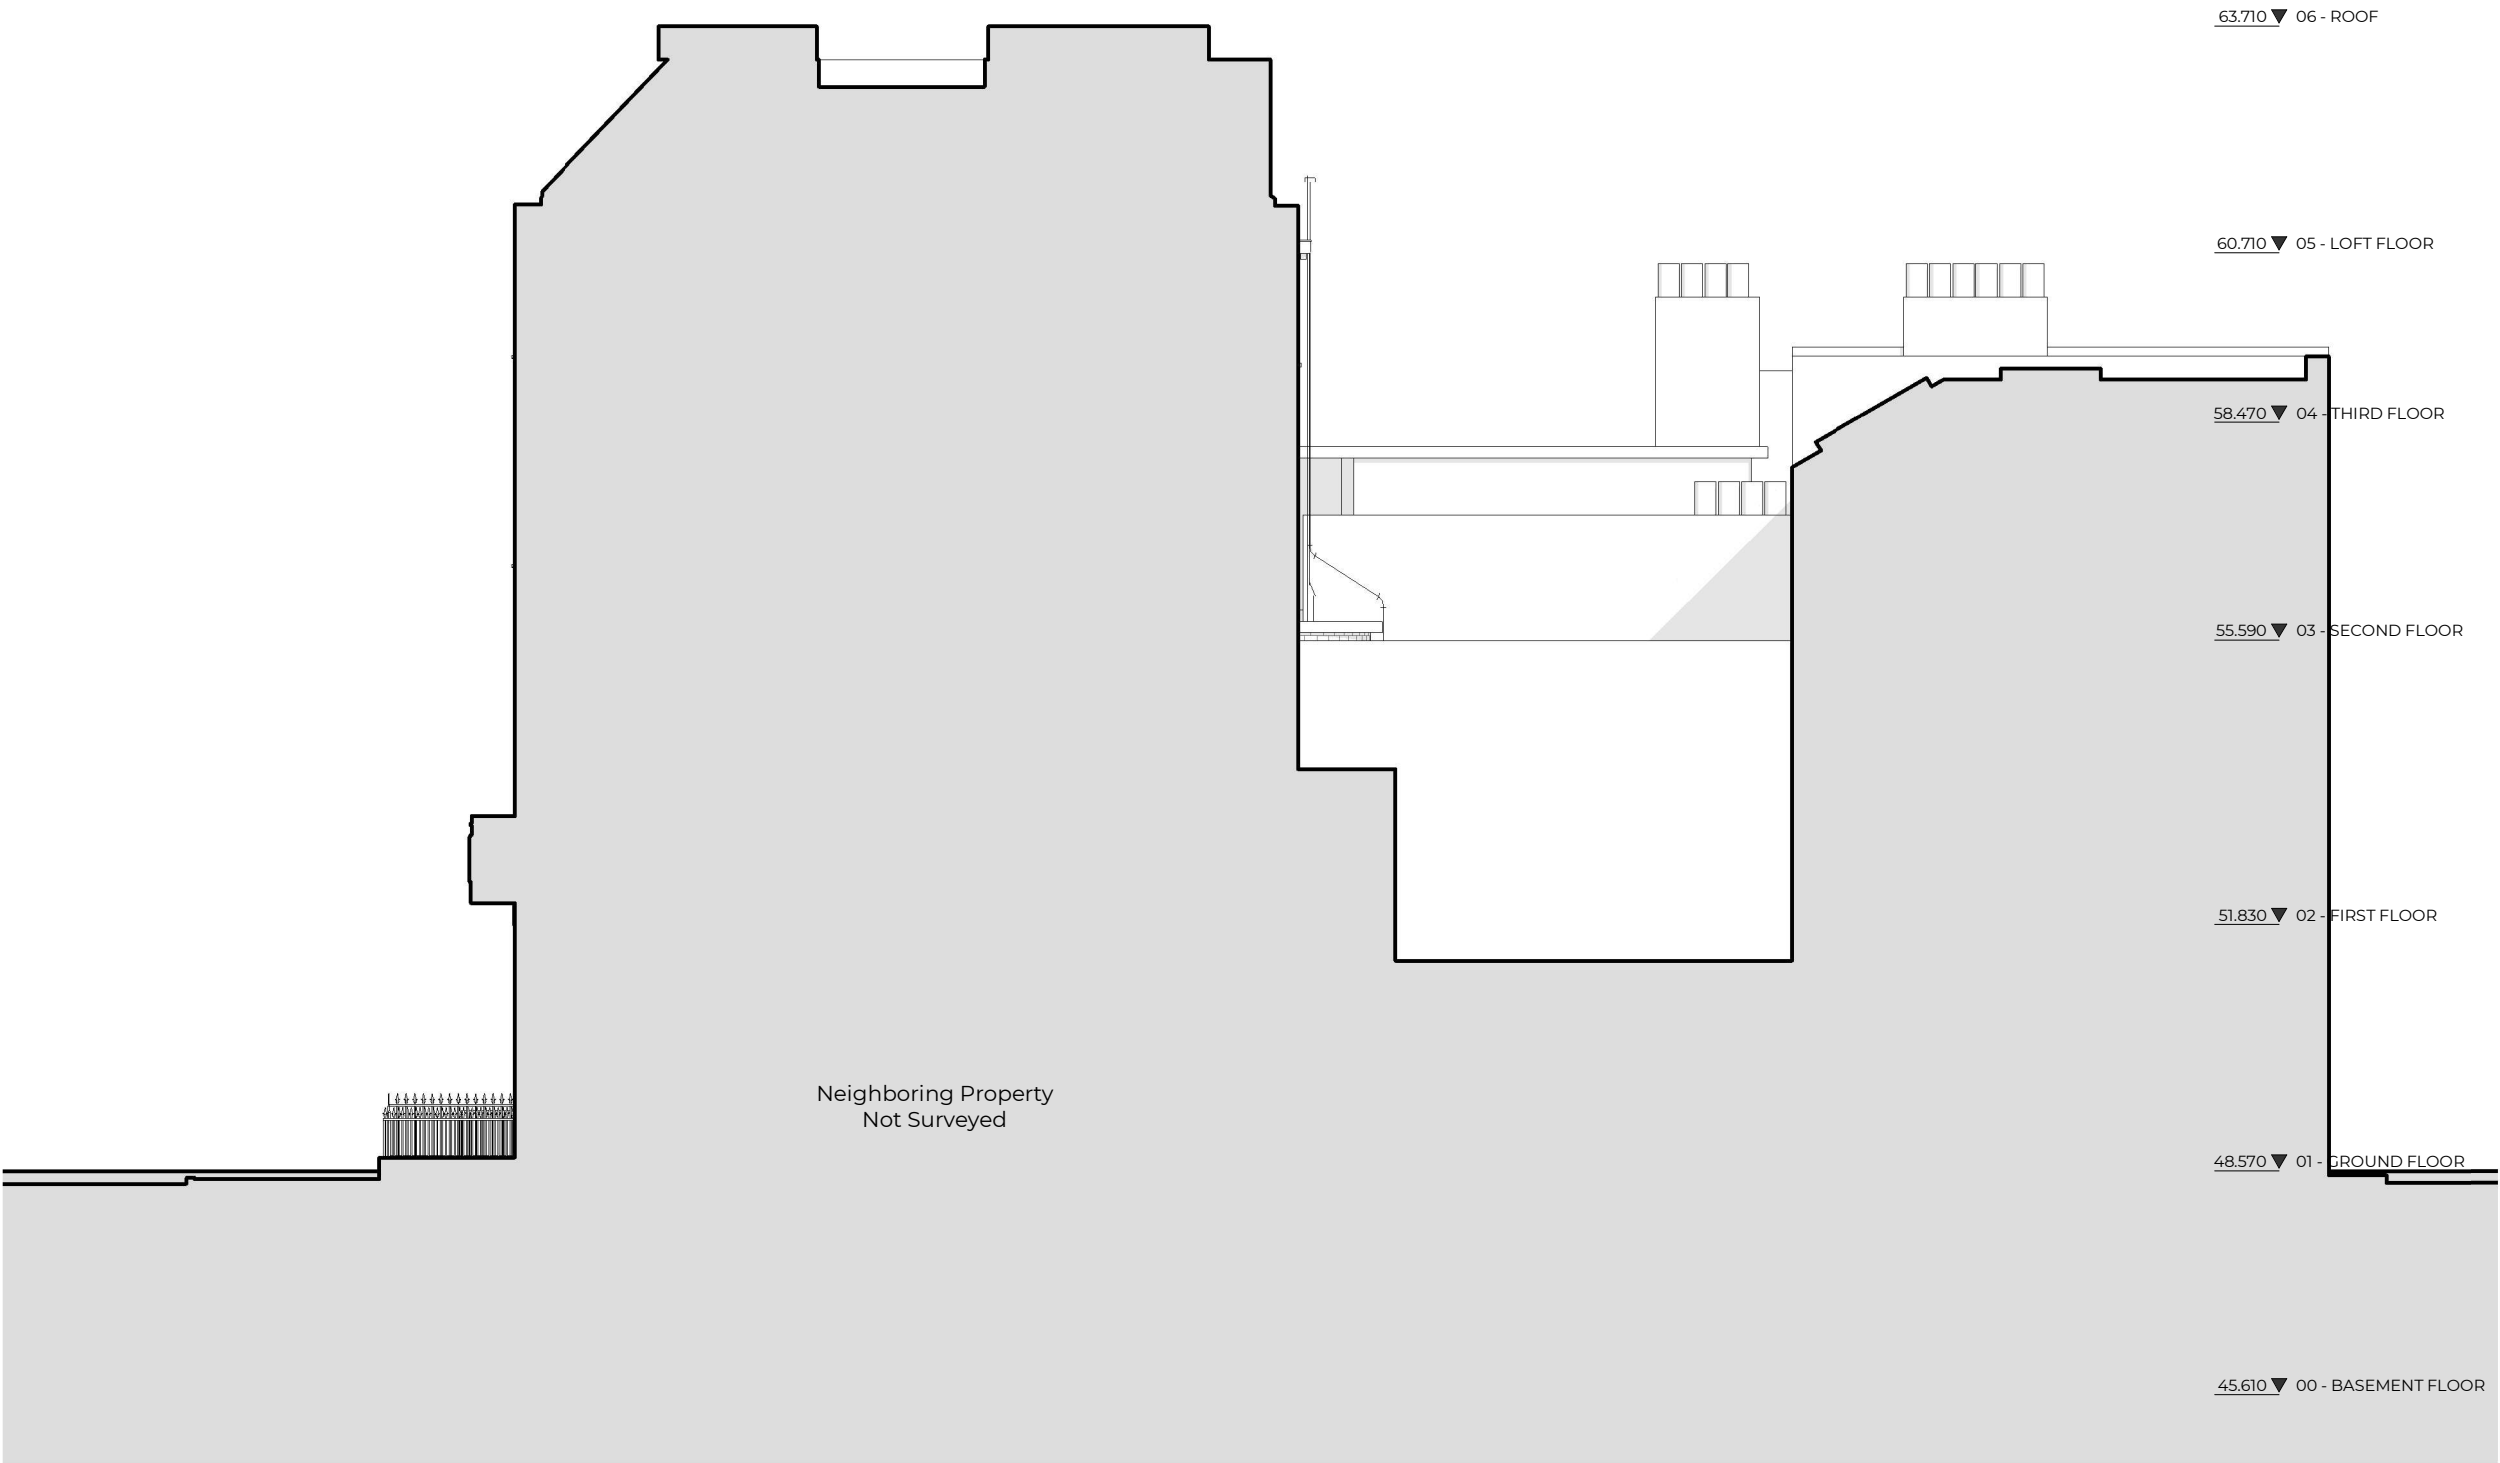 63.710 06 - ROOF
60.710 05 - LOFT FLOOR
58.470 04 - THIRD FLOOR
55.590 03 - SECOND FLOOR
51.830 02 - FIRST FLOOR
Neighboring Property
Not Surveyed
48.570 01 - GROUND FLOOR
45.610 00 - BASEMENT FLOOR